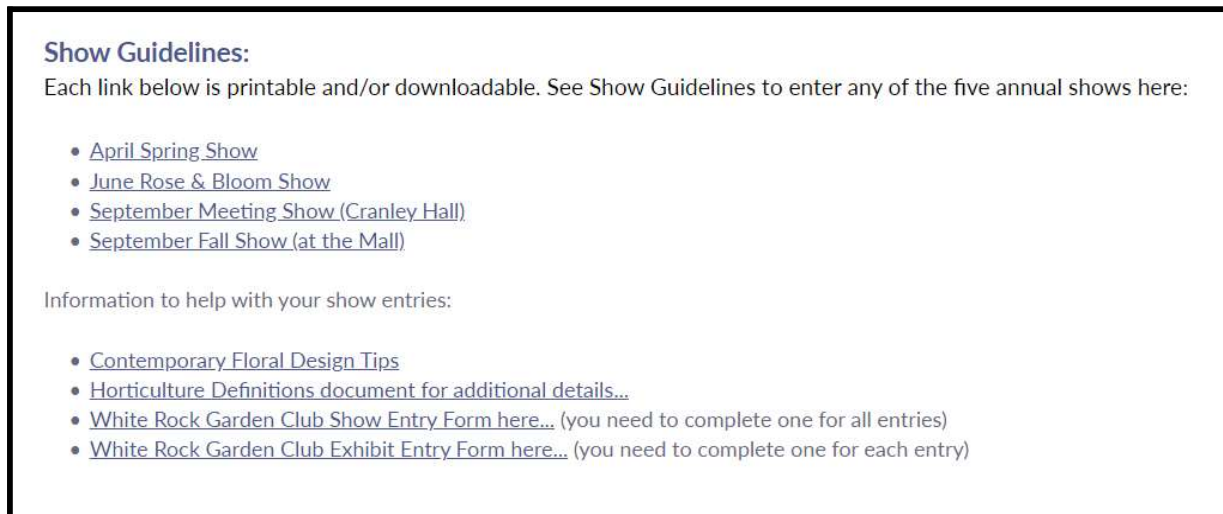 Show Guidelines:
Each link below is printable and/or downloadable. See Show Guidelines to enter any of the five annual shows here:
• April Spring Show
• June Rose & Bloom Show
• September Meeting Show (Cranley Hall)
• September Fall Show (at the Mall)
Information to help with your show entries:
• Contemporary Floral Design Tips
• Horticulture Definitions document for additional details...
• White Rock Garden Club Show Entry Form here... (you need to complete one for all entries)
• White Rock Garden Club Exhibit Entry Form here... (you need to complete one for each entry)